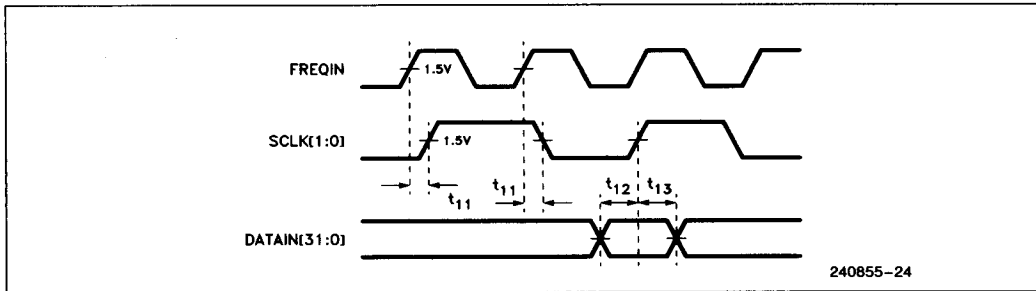 FREQIN
1.5V
SCLK[1:0]
1.5V
t11
t11
t12
t13
DATAIN[31:0]
240855-24